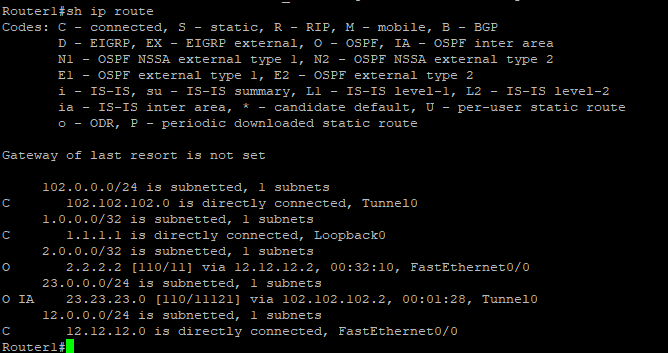 Router1#sh ip route
Codes: C - connected, S - static, R - RIP, M - mobile, B - BGP
       D - EIGRP, EX - EIGRP external, O - OSPF, IA - OSPF inter area
       N1 - OSPF NSSA external type 1, N2 - OSPF NSSA external type 2
       E1 - OSPF external type 1, E2 - OSPF external type 2
       i - IS-IS, su - IS-IS summary, L1 - IS-IS level-1, L2 - IS-IS level-2
       ia - IS-IS inter area, * - candidate default, U - per-user static route
       o - ODR, P - periodic downloaded static route
Gateway of last resort is not set
     102.0.0.0/24 is subnetted, 1 subnets
C       102.102.102.0 is directly connected, Tunnel0
     1.0.0.0/32 is subnetted, 1 subnets
C       1.1.1.1 is directly connected, Loopback0
     2.0.0.0/32 is subnetted, 1 subnets
O       2.2.2.2 [110/11] via 12.12.12.2, 00:32:10, FastEthernet0/0
     23.0.0.0/24 is subnetted, 1 subnets
O IA    23.23.23.0 [110/11121] via 102.102.102.2, 00:01:28, Tunnel0
     12.0.0.0/24 is subnetted, 1 subnets
C       12.12.12.0 is directly connected, FastEthernet0/0
Router1#